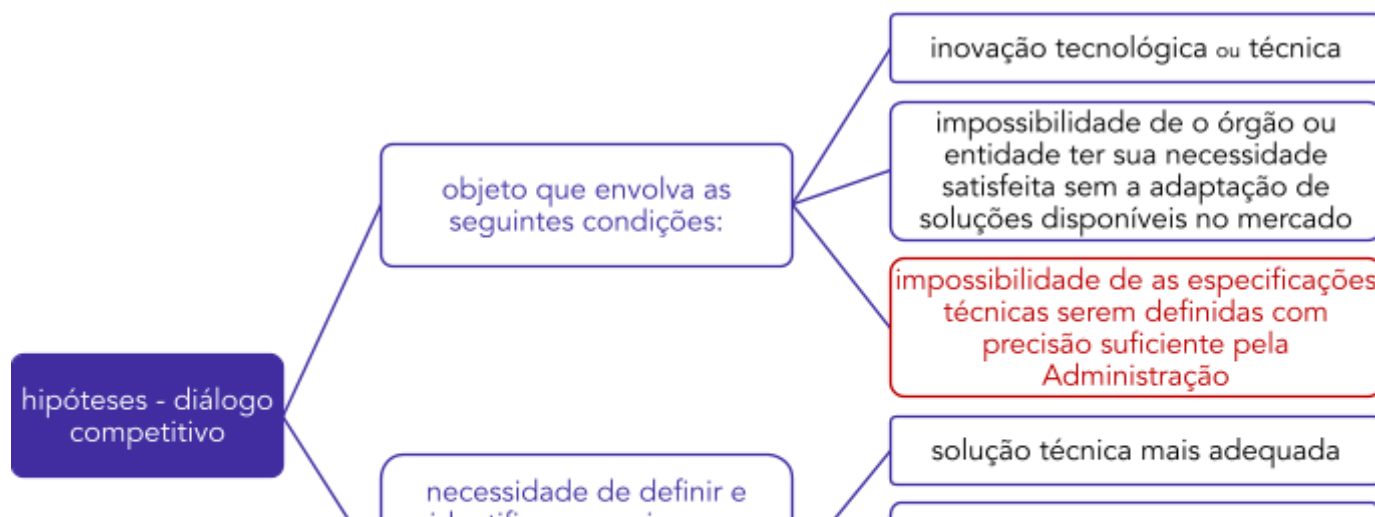 inovação tecnológica ou técnica
impossibilidade de o órgão ou
entidade ter sua necessidade
satisfeita sem a adaptação de
soluções disponíveis no mercado
objeto que envolva as
seguintes condições:
impossibilidade de as especificações
técnicas serem definidas com
precisão suficiente pela
Administração
hipóteses - diálogo
competitivo
solução técnica mais adequada
necessidade de definir e